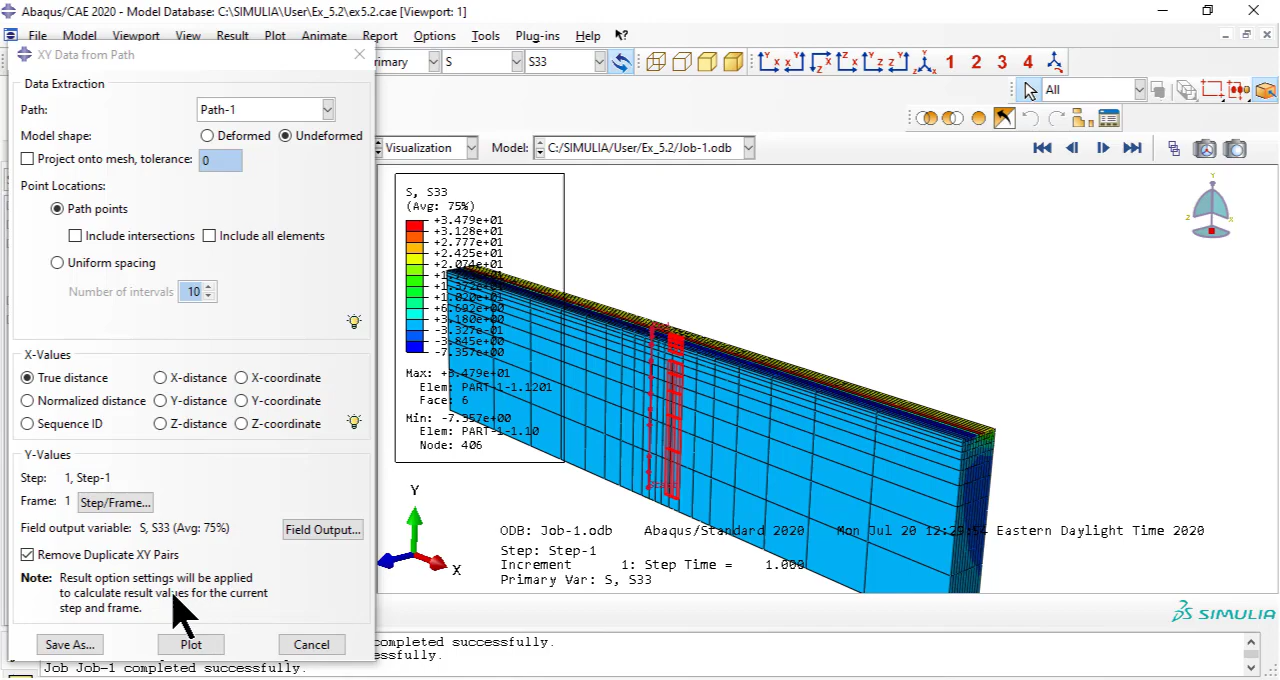 Abaqus/CAE 2020 - Model Database: C:\SIMULIA\User\Ex_5.2\ex5.2.cae [Viewport: 1]
File Model Viewport View Result Plot Animate Report Options Tools Plug-ins Help
XY Data from Path
rimary S S33
1 2 3 4
All
Visualization Model: C:/SIMULIA/User/Ex_5.2/Job-1.odb
Data Extraction
Path: Path-1
Model shape: Deformed Undeformed
Project onto mesh, tolerance: 0
Point Locations:
Path points
Include intersections Include all elements
Uniform spacing
Number of intervals 10
X-Values
True distance X-distance X-coordinate
Normalized distance Y-distance Y-coordinate
Sequence ID Z-distance Z-coordinate
Y-Values
Step: 1, Step-1
Frame: 1 Step/Frame...
Field output variable: S, S33 (Avg: 75%) Field Output...
Remove Duplicate XY Pairs
Note: Result option settings will be applied
to calculate result values for the current
step and frame.
Save As... Plot Cancel
S, S33
(Avg: 75%)
+3.479e+01
+3.128e+01
+2.777e+01
+2.425e+01
+2.074e+01
+1.372e+01
+1.020e+01
+6.692e+00
+3.180e+00
-3.327e-01
-3.845e+00
-7.357e+00
Max: +3.479e+01
Elem: PART-1-1.1201
Face: 6
Min: -7.357e+00
Elem: PART-1-1.10
Node: 406
Y
X
Y
Z
X
ODB: Job-1.odb Abaqus/Standard 2020 Mon Jul 20 12:29:54 Eastern Daylight Time 2020
Step: Step-1
Increment 1: Step Time = 1.000
Primary Var: S, S33
SIMULIA
completed successfully.
essfully.
Job Job-1 completed successfully.